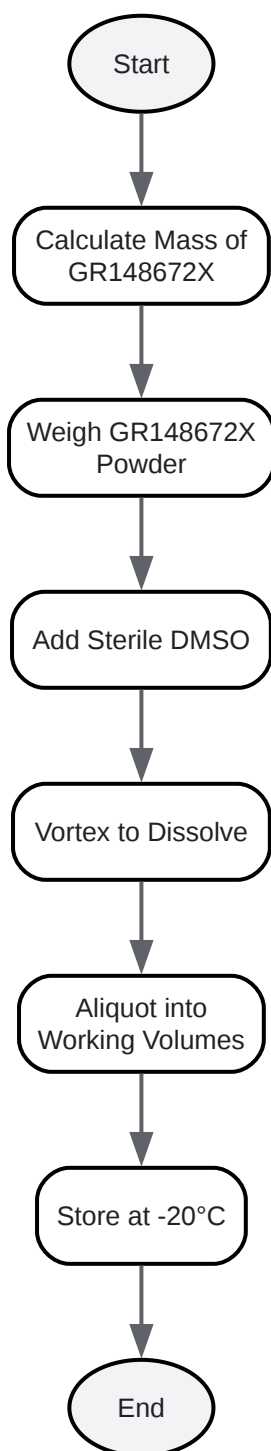 Start
Calculate Mass of
GR148672X
Weigh GR148672X
Powder
Add Sterile DMSO
Vortex to Dissolve
Aliquot into
Working Volumes
Store at -20°C
End